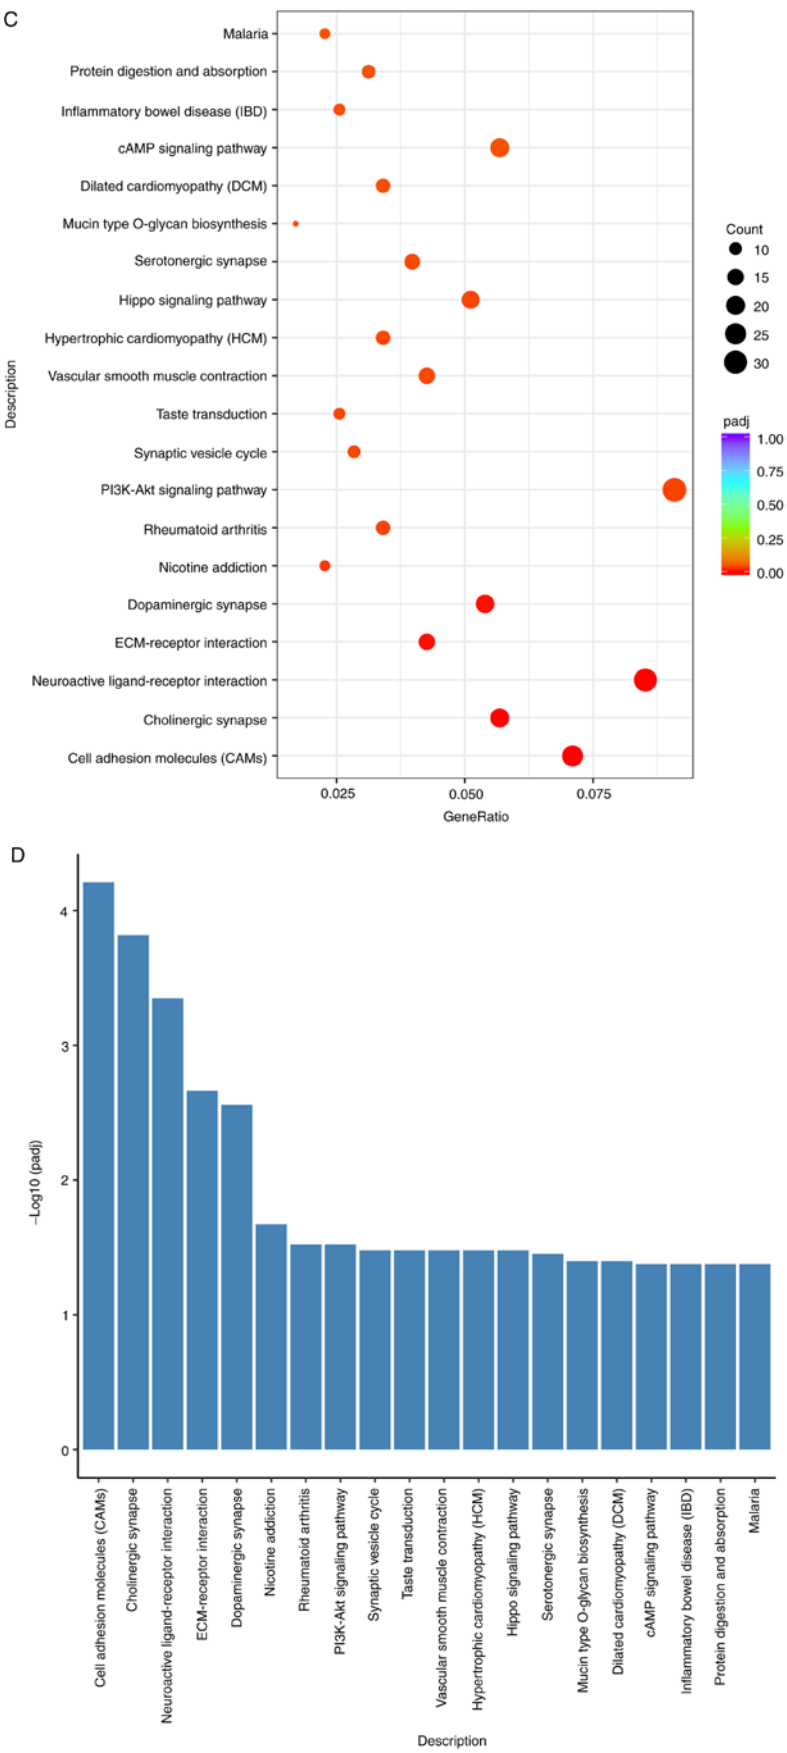 C
Malaria
Protein digestion and absorption
Inflammatory bowel disease (IBD)
cAMP signaling pathway
Dilated cardiomyopathy (DCM)
Mucin type O-glycan biosynthesis
Serotonergic synapse
Hippo signaling pathway
Hypertrophic cardiomyopathy (HCM)
Vascular smooth muscle contraction
Taste transduction
Synaptic vesicle cycle
PI3K-Akt signaling pathway
Rheumatoid arthritis
Nicotine addiction
Dopaminergic synapse
ECM-receptor interaction
Neuroactive ligand-receptor interaction
Cholinergic synapse
Cell adhesion molecules (CAMs)
Description
0.025
0.050
0.075
GeneRatio
Count
10
15
20
25
30
padj
1.00
0.75
0.50
0.25
0.00
D
4
3
2
1
0
−Log10 (padj)
Cell adhesion molecules (CAMs)
Cholinergic synapse
Neuroactive ligand-receptor interaction
ECM-receptor interaction
Dopaminergic synapse
Nicotine addiction
Rheumatoid arthritis
PI3K-Akt signaling pathway
Synaptic vesicle cycle
Taste transduction
Vascular smooth muscle contraction
Hypertrophic cardiomyopathy (HCM)
Hippo signaling pathway
Serotonergic synapse
Mucin type O-glycan biosynthesis
Dilated cardiomyopathy (DCM)
cAMP signaling pathway
Inflammatory bowel disease (IBD)
Protein digestion and absorption
Malaria
Description